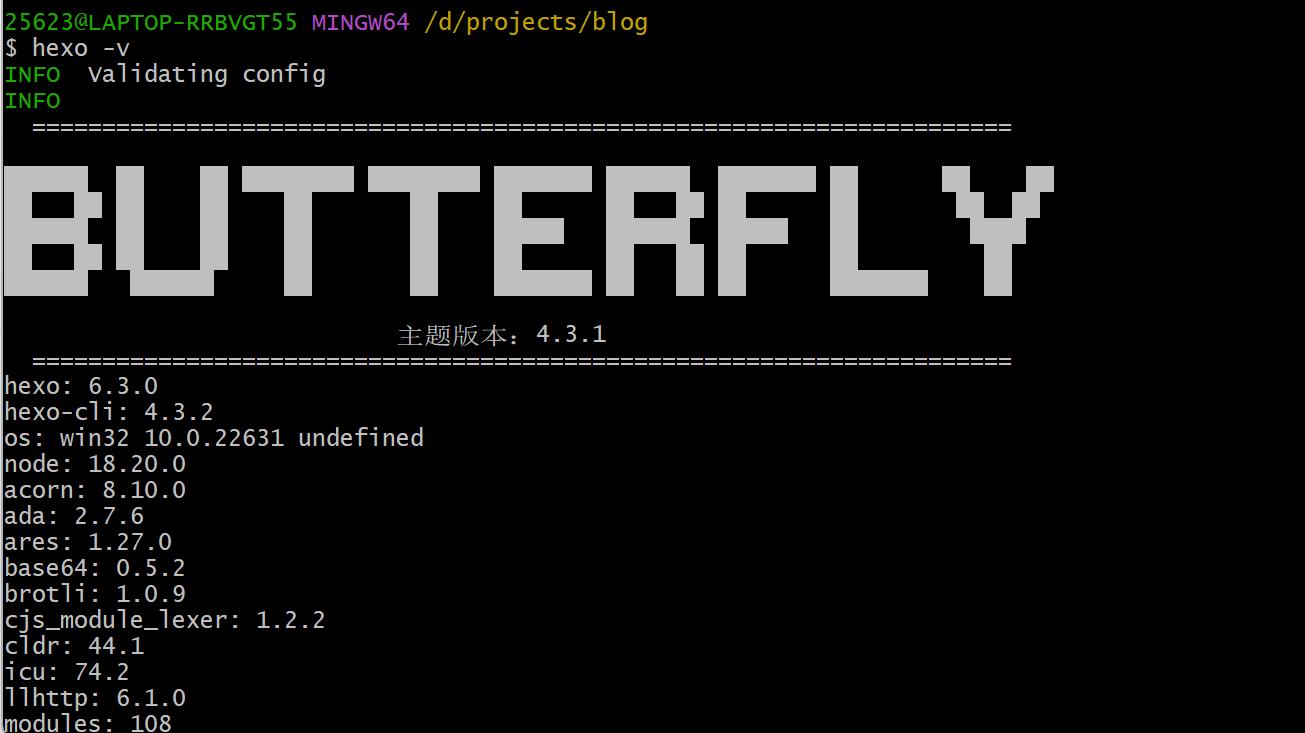 25623@LAPTOP-RRBVGT55 MINGW64 /d/projects/blog
$ hexo -v
INFO  Validating config
INFO
======================================================================
BUTTERFLY
主题版本：4.3.1
======================================================================
hexo: 6.3.0
hexo-cli: 4.3.2
os: win32 10.0.22631 undefined
node: 18.20.0
acorn: 8.10.0
ada: 2.7.6
ares: 1.27.0
base64: 0.5.2
brotli: 1.0.9
cjs_module_lexer: 1.2.2
cldr: 44.1
icu: 74.2
llhttp: 6.1.0
modules: 108